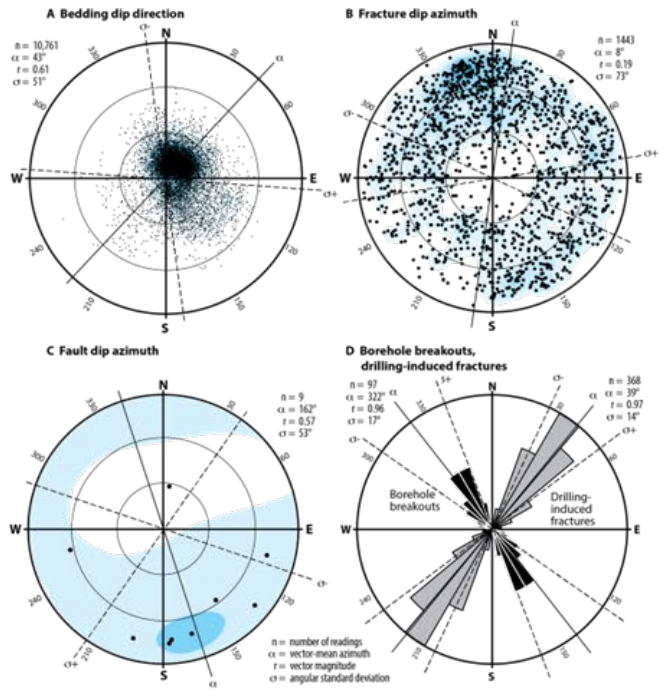 A Bedding dip direction
σ-
N
n = 10,761
α = 43°
r = 0.61
σ = 51°
330
30
α
300
60
W
E
σ+
240
120
210
150
S
B Fracture dip azimuth
α
N
n = 1443
α = 8°
r = 0.19
σ = 73°
30
300
60
σ-
σ+
W
E
240
120
210
150
S
C Fault dip azimuth
N
n = 9
α = 162°
r = 0.57
σ = 53°
330
30
300
60
W
E
σ-
240
120
σ+
210
150
S
α
n = number of readings
α = vector-mean azimuth
r = vector magnitude
σ = angular standard deviation
D Borehole breakouts,
drilling-induced fractures
n = 97
α = 322°
r = 0.96
σ = 17°
α
s+
N
σ-
30
n = 368
α = 39°
r = 0.97
σ = 14°
α
σ+
σ-
300
60
Borehole
breakouts
Drilling-
induced
fractures
W
E
240
120
210
150
S